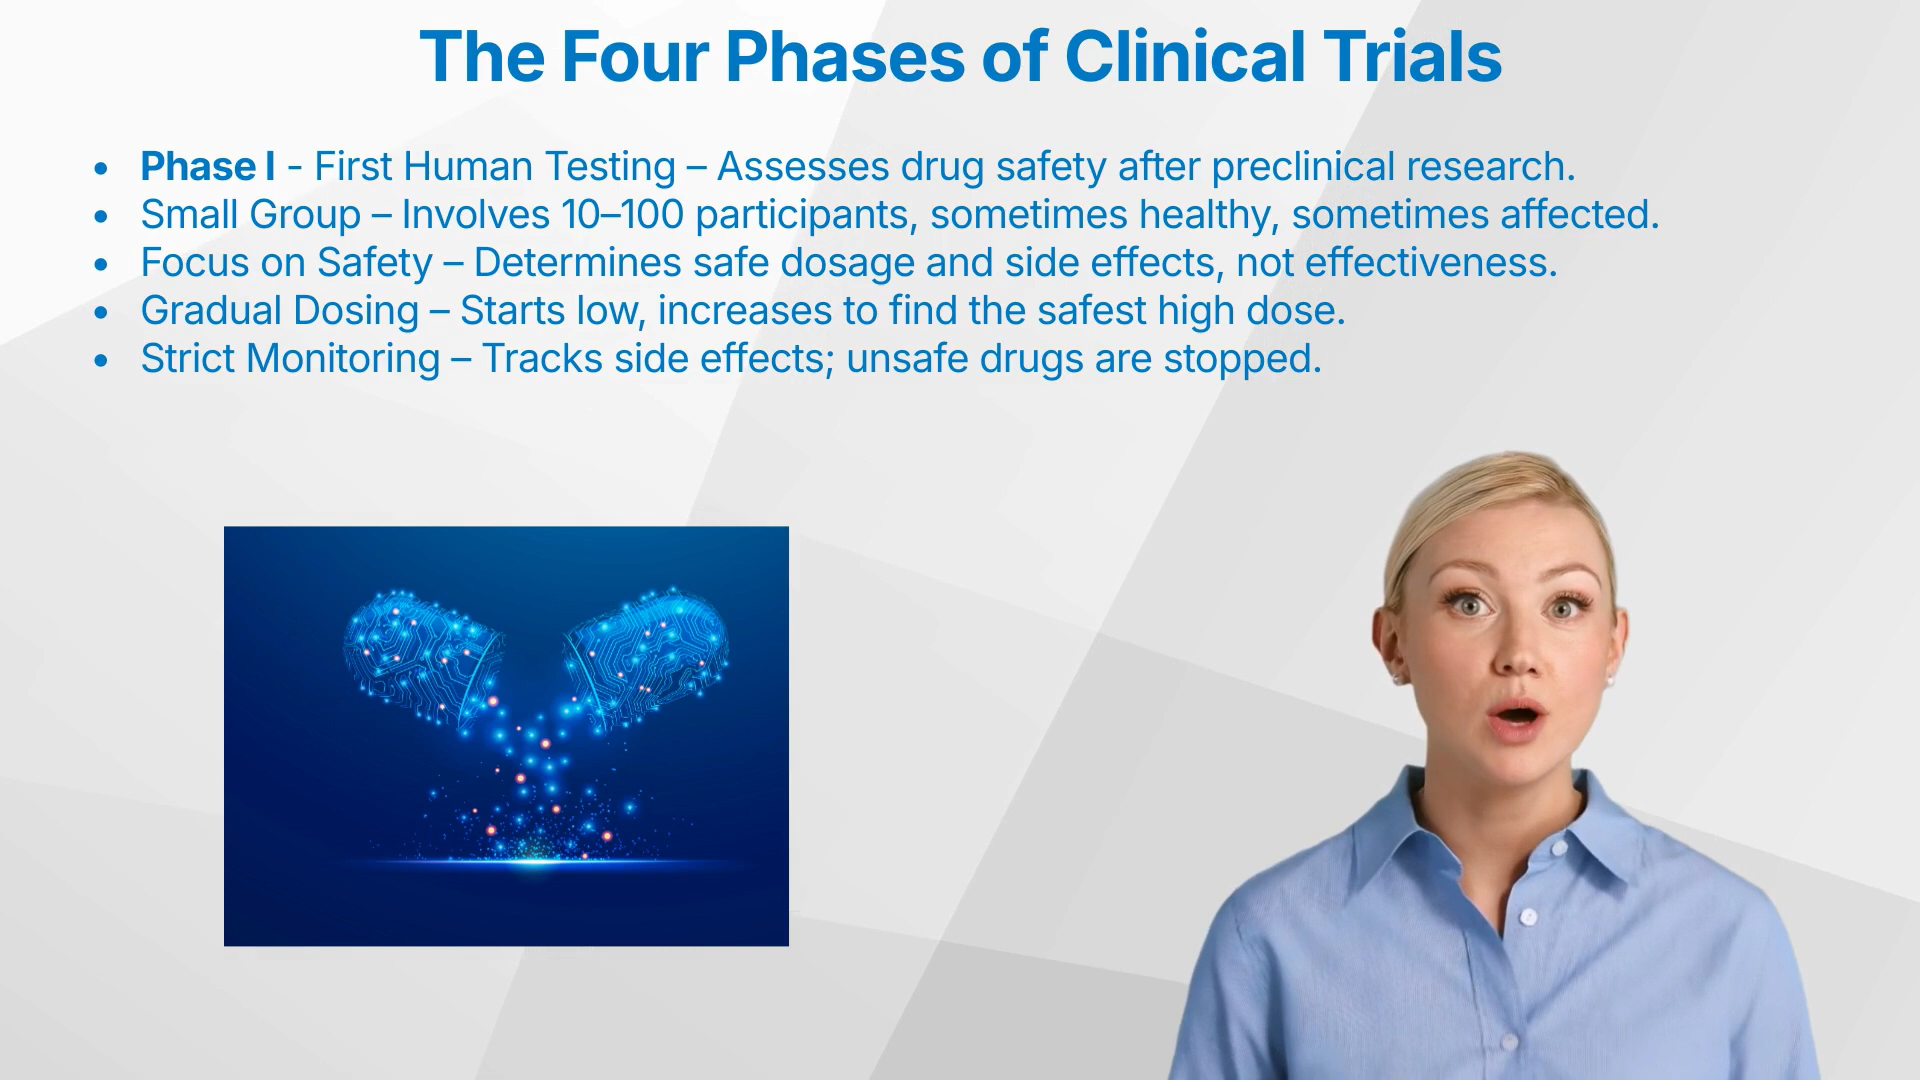 The Four Phases of Clinical Trials
• Phase I - First Human Testing – Assesses drug safety after preclinical research.
• Small Group – Involves 10–100 participants, sometimes healthy, sometimes affected.
• Focus on Safety – Determines safe dosage and side effects, not effectiveness.
• Gradual Dosing – Starts low, increases to find the safest high dose.
• Strict Monitoring – Tracks side effects; unsafe drugs are stopped.